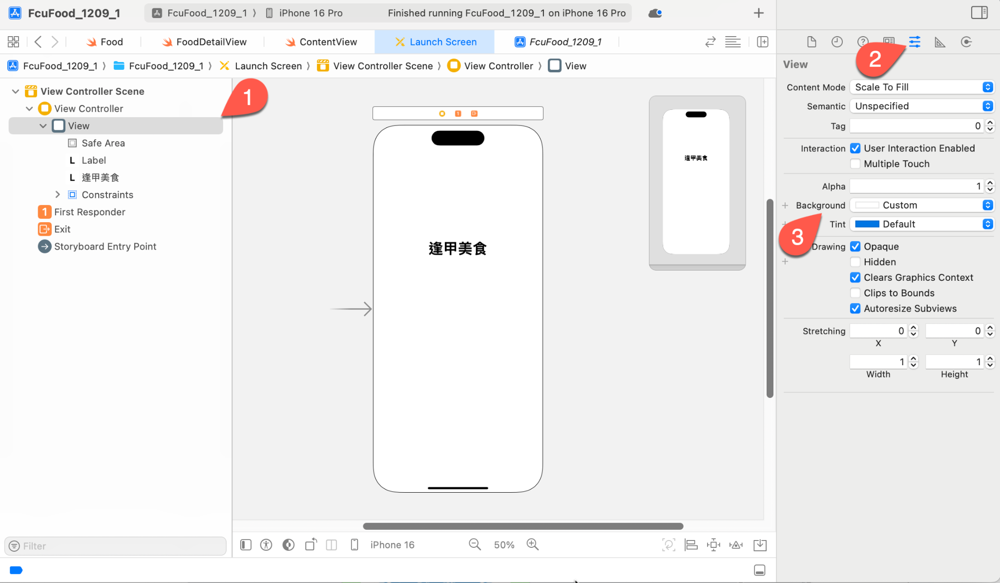 FcuFood_1209_1
FcuFood_1209_1 〉 iPhone 16 Pro
Finished running FcuFood_1209_1 on iPhone 16 Pro
Food
FoodDetailView
ContentView
Launch Screen
FcuFood_1209_1
FcuFood_1209_1 〉 FcuFood_1209_1 〉 Launch Screen 〉 View Controller Scene 〉 View Controller 〉 View
View Controller Scene
View Controller
View
Safe Area
L Label
L 逢甲美食
Constraints
1 First Responder
Exit
Storyboard Entry Point
Filter
1
逢甲美食
逢甲美食
iPhone 16
50%
2
View
Content Mode Scale To Fill
Semantic Unspecified
Tag 0
Interaction User Interaction Enabled
Multiple Touch
Alpha 1
Background Custom
3
Tint Default
Drawing Opaque
Hidden
Clears Graphics Context
Clips to Bounds
Autoresize Subviews
Stretching 0 0
X Y
1 1
Width Height